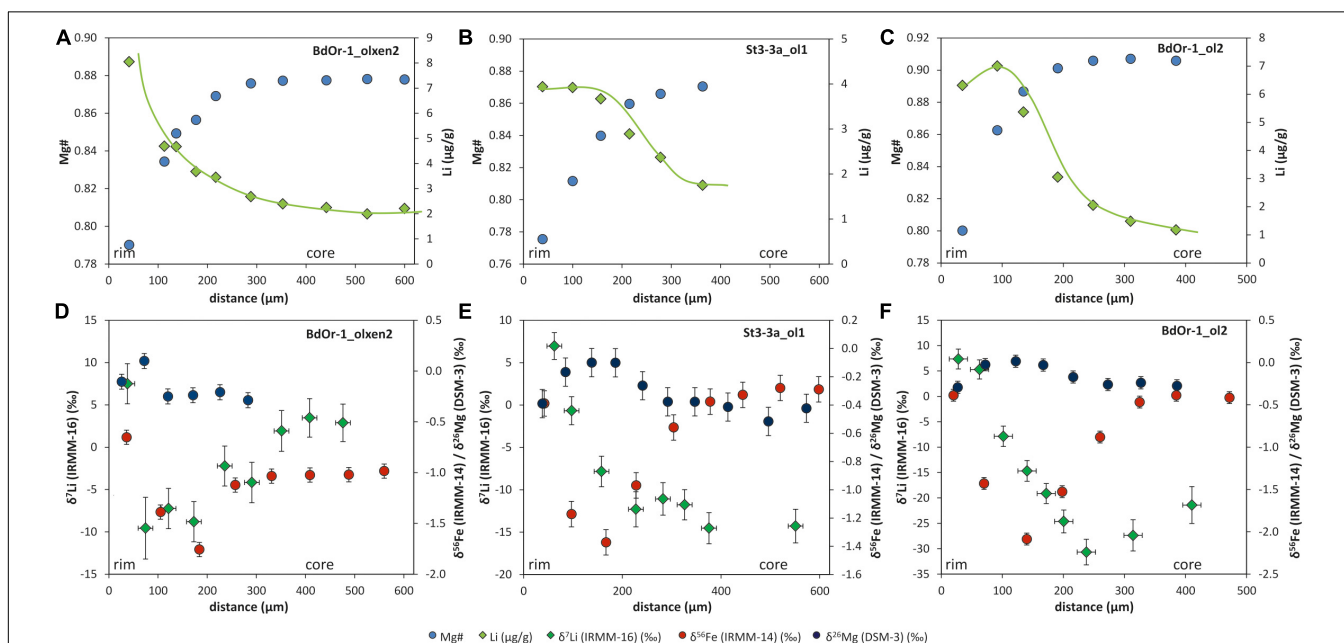 A
BdOr-1_olxen2
0.90
0.88
0.86
0.84
0.82
0.80
0.78
Mg#
9
8
7
6
5
4
3
2
1
0
Li (µg/g)
rim
core
0 100 200 300 400 500 600
distance (µm)
B
St3-3a_ol1
0.90
0.88
0.86
0.84
0.82
0.80
0.78
0.76
Mg#
5
4
3
2
1
0
Li (µg/g)
rim
core
0 100 200 300 400 500 600
distance (µm)
C
BdOr-1_ol2
0.92
0.90
0.88
0.86
0.84
0.82
0.80
0.78
Mg#
8
7
6
5
4
3
2
1
0
Li (µg/g)
rim
core
0 100 200 300 400 500
distance (µm)
D
BdOr-1_olxen2
15
10
5
0
-5
-10
-15
δ⁷Li (IRMM-16) (‰)
0.5
0.0
-0.5
-1.0
-1.5
-2.0
δ⁵⁶Fe (IRMM-14) / δ²⁶Mg (DSM-3) (‰)
rim
core
0 100 200 300 400 500 600
distance (µm)
E
St3-3a_ol1
10
5
0
-5
-10
-15
-20
δ⁷Li (IRMM-16) (‰)
0.2
0.0
-0.2
-0.4
-0.6
-0.8
-1.0
-1.2
-1.4
-1.6
δ⁵⁶Fe (IRMM-14) / δ²⁶Mg (DSM-3) (‰)
rim
core
0 100 200 300 400 500 600
distance (µm)
F
BdOr-1_ol2
15
10
5
0
-5
-10
-15
-20
-25
-30
-35
δ⁷Li (IRMM-16) (‰)
0.5
0.0
-0.5
-1.0
-1.5
-2.0
-2.5
δ⁵⁶Fe (IRMM-14) / δ²⁶Mg (DSM-3) (‰)
rim
core
0 100 200 300 400 500
distance (µm)
Mg# Li (µg/g) δ⁷Li (IRMM-16) (‰) δ⁵⁶Fe (IRMM-14) (‰) δ²⁶Mg (DSM-3) (‰)